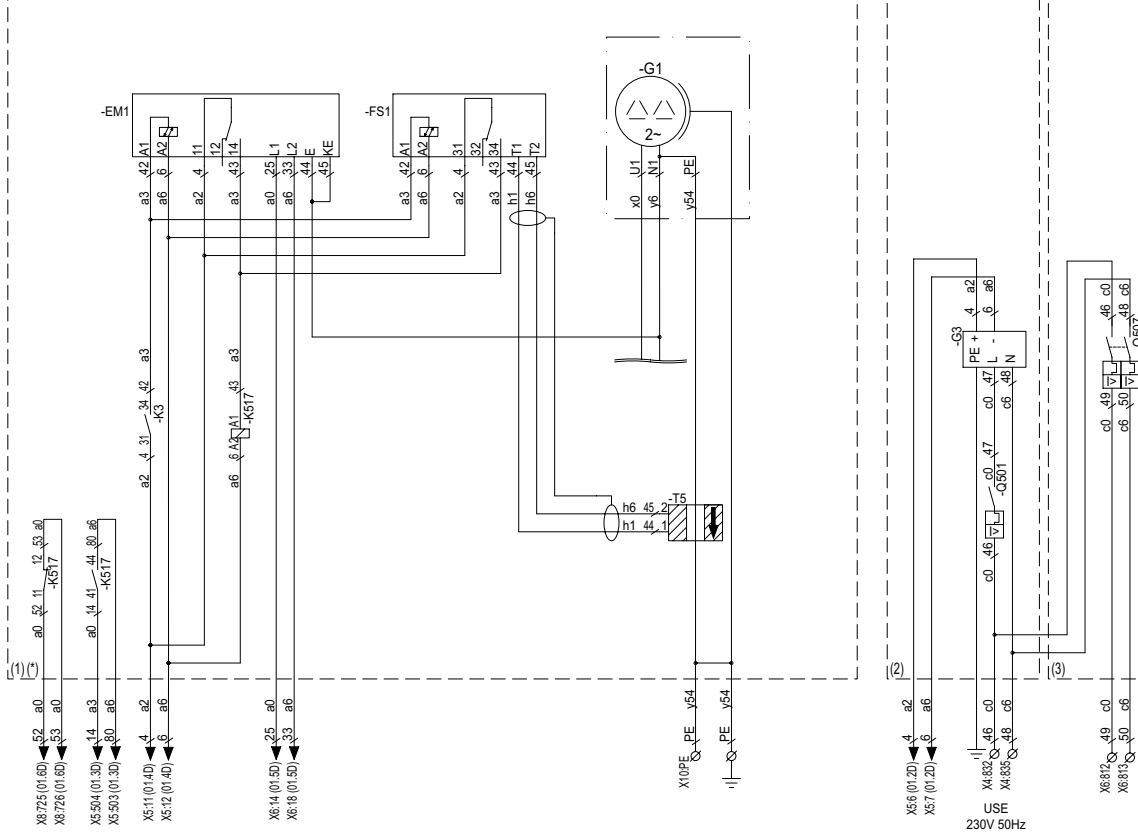 -EM1
A1
A2
11
12
14
L1
L2
E
KE
42
6
4
43
25
33
44
45
a3
a6
a2
a3
a0
a6
-FS1
A1
A2
31
32
34
T1
T2
42
6
4
43
44
45
a3
a6
a2
a3
h1
h6
-G1
2~
U1
N1
PE
x0
y6
y54
a3
42
34
31
-K3
4
a2
a3
43
A1
A2
-K517
6
a6
-T5
h6 45 2
h1 44 1
a0
53
12
11
-K517
52
a0
a6
80
44
41
-K517
14
a0
(1) (*)
a0
a0
a3
a6
a2
a6
a0
a6
y54
y54
52
53
14
80
4
6
25
33
PE
PE
X8:725 (01.6D)
X8:726 (01.6D)
X5:504 (01.3D)
X5:503 (01.3D)
X5:11 (01.4D)
X5:12 (01.4D)
X6:14 (01.5D)
X6:18 (01.5D)
X10:PE
a2
a6
4
6
-G3
+
-
PE
L
N
47
48
c0
c6
47
c0
-Q501
I>
46
c0
(2)
a2
a6
c0
c6
4
6
46
48
X5:6 (01.2D)
X5:7 (01.2D)
X4:832
X4:835
USE
230V 50Hz
c0
c6
46
48
I>
I>
49
50
c0
c6
(3)
c0
c6
49
50
X6:812
X6:813